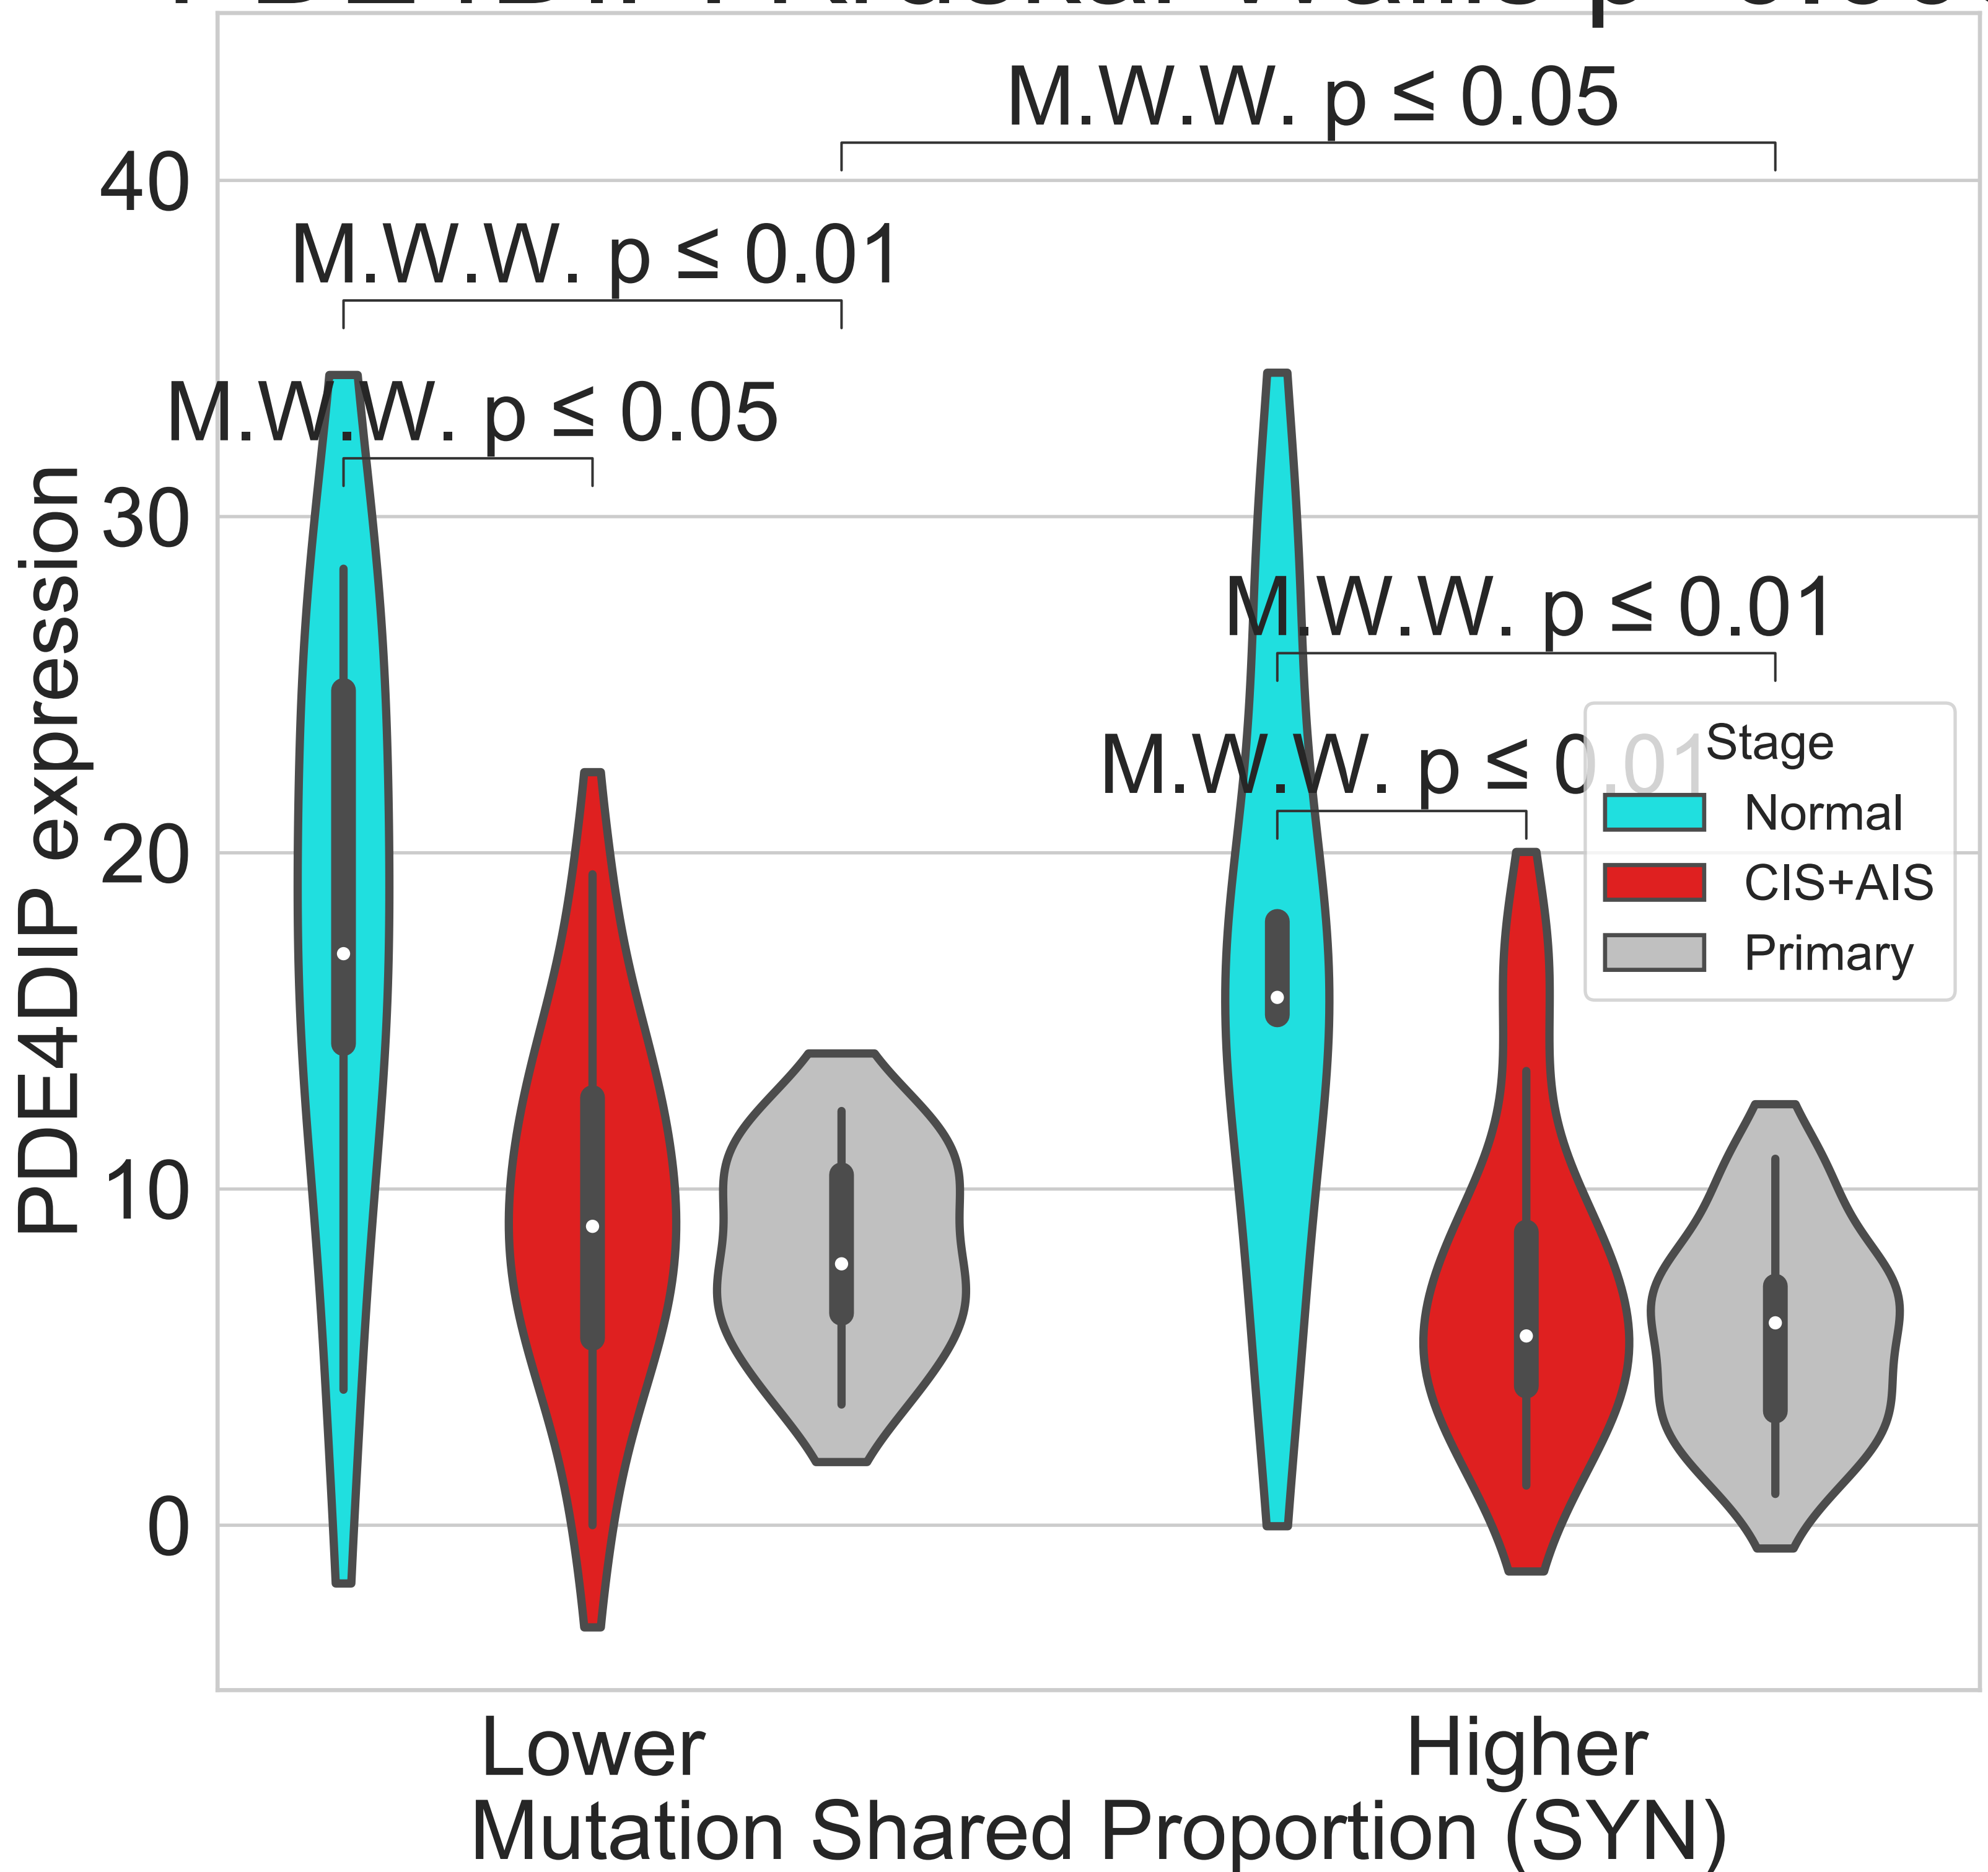 M.W.W. p ≤ 0.05
40
M.W.W. p ≤ 0.01
M.W.W. p ≤ 0.05
30
M.W.W. p ≤ 0.01
M.W.W. p ≤ 0.01
Stage
Normal
CIS+AIS
Primary
20
10
0
PDE4DIP expression
Lower
Higher
Mutation Shared Proportion (SYN)